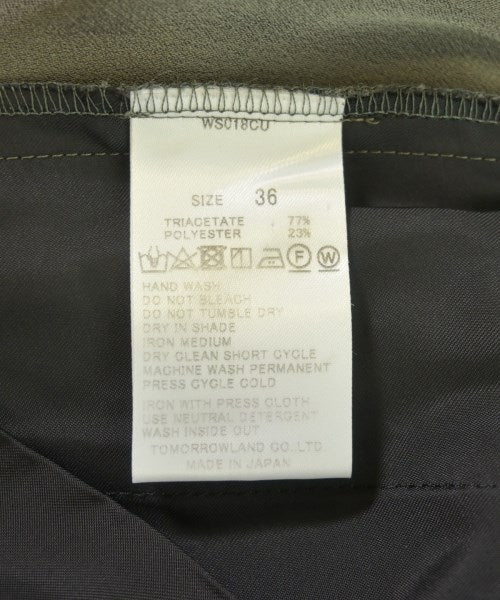 WS018CU
SIZE 36
TRIACETATE 77%
POLYESTER 23%
F W
HAND WASH
DO NOT BLEACH
DO NOT TUMBLE DRY
DRY IN SHADE
IRON MEDIUM
DRY CLEAN SHORT CYCLE
MACHINE WASH PERMANENT
PRESS CYCLE COLD
IRON WITH PRESS CLOTH
USE NEUTRAL DETERGENT
WASH INSIDE OUT
TOMORROWLAND CO.,LTD
MADE IN JAPAN